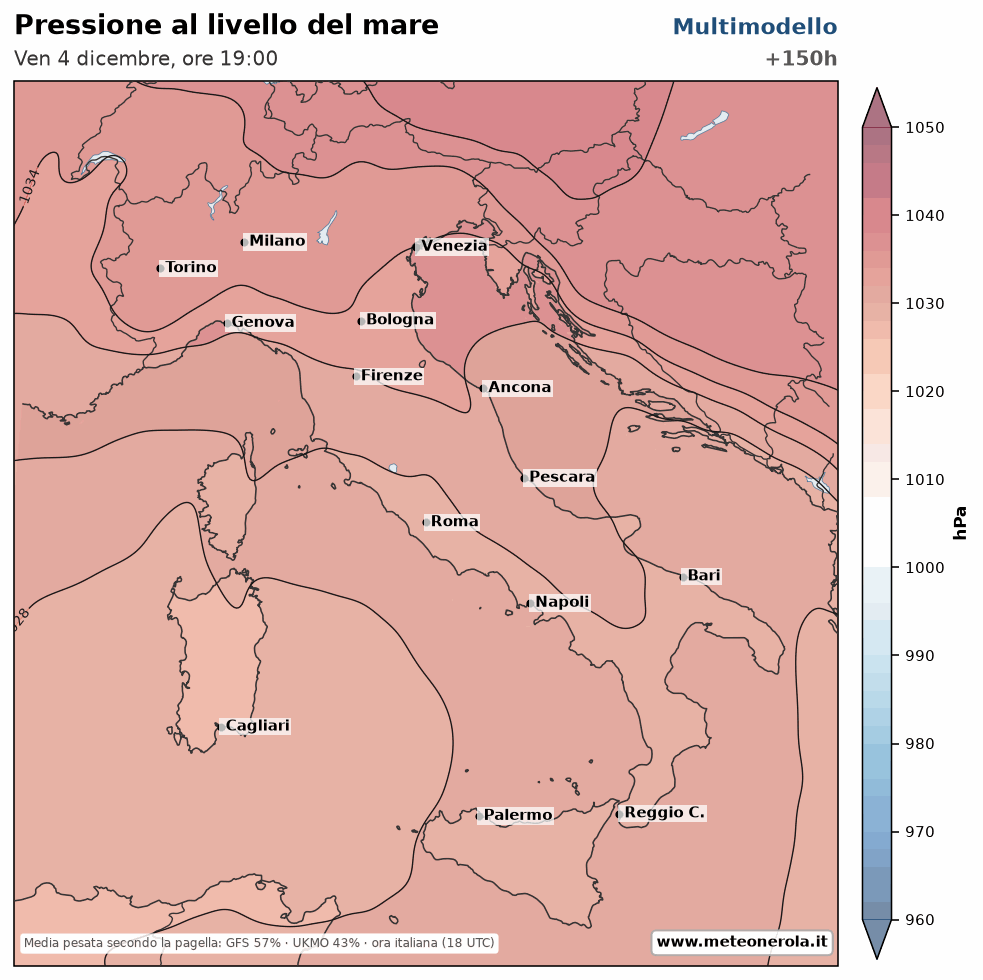 Pressione al livello del mare
Multimodello
Ven 4 dicembre, ore 19:00
+150h
1034
Milano
Venezia
Torino
Genova
Bologna
Firenze
Ancona
Pescara
Roma
Bari
Napoli
028
Cagliari
Palermo
Reggio C.
1050
1040
1030
1020
1010
1000
990
980
970
960
hPa
Media pesata secondo la pagella: GFS 57% · UKMO 43% · ora italiana (18 UTC)
www.meteonerola.it